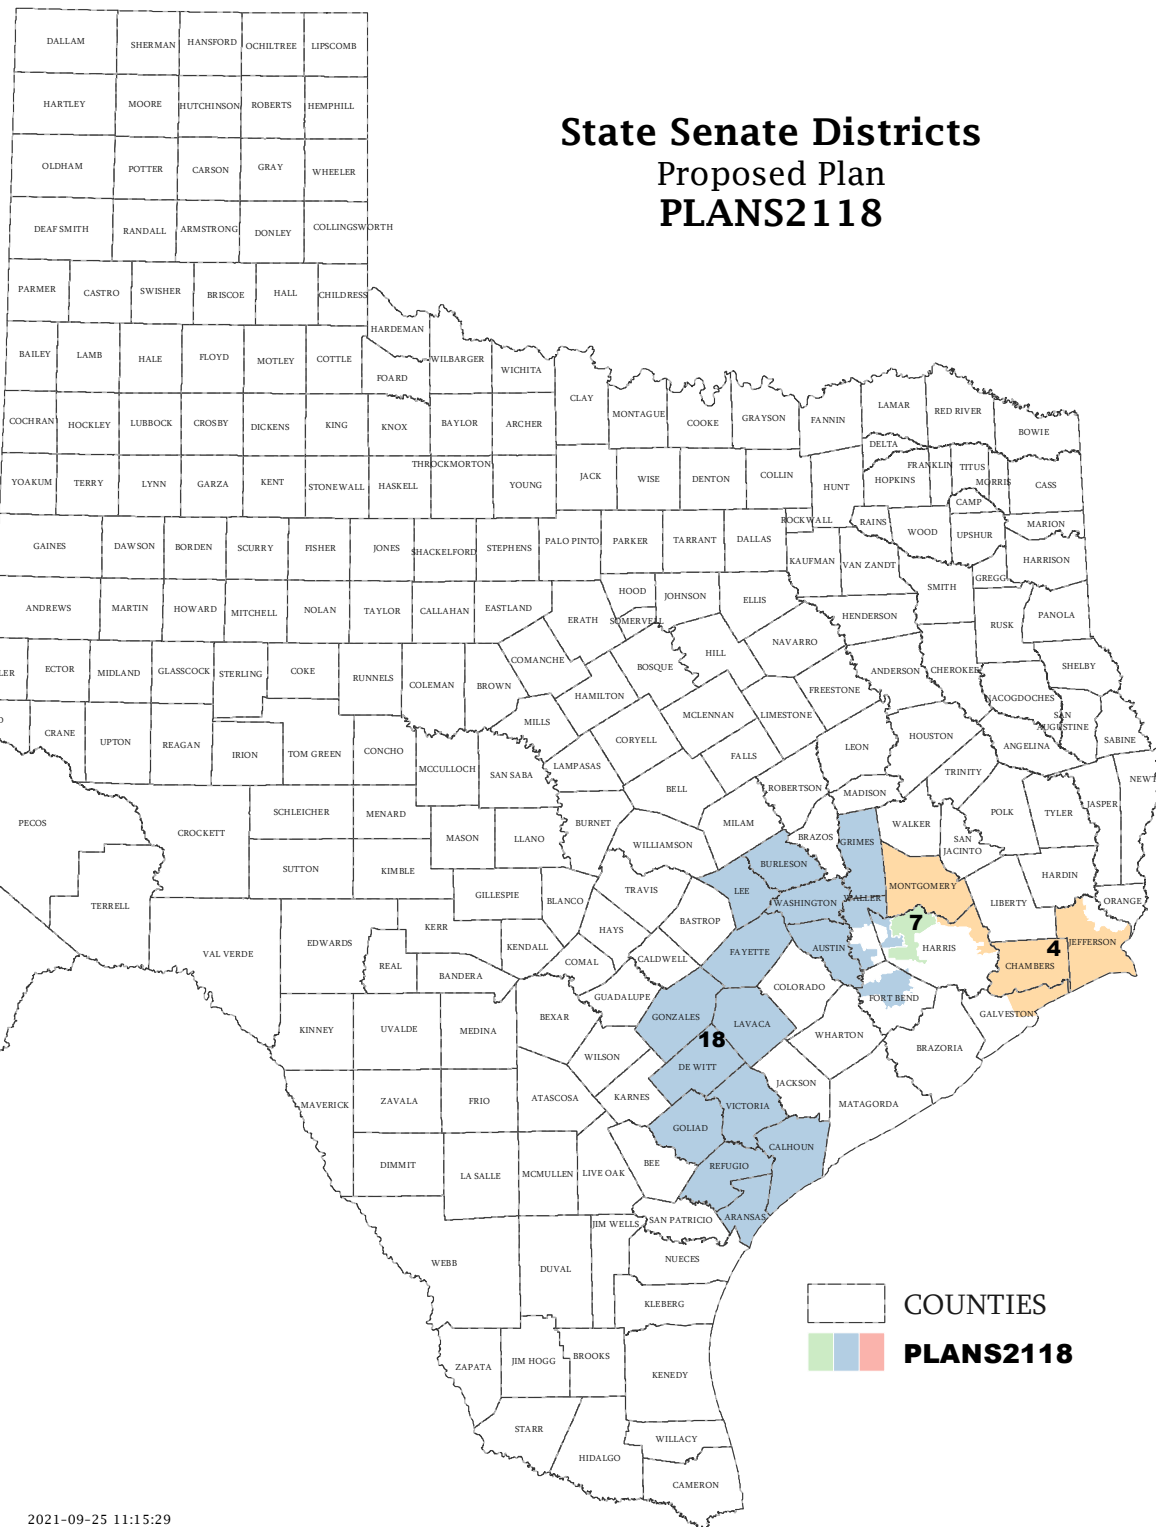 State Senate Districts
Proposed Plan
PLANS2118
DALLAM SHERMAN HANSFORD OCHILTREE LIPSCOMB
HARTLEY MOORE HUTCHINSON ROBERTS HEMPHILL
OLDHAM POTTER CARSON GRAY WHEELER
DEAF SMITH RANDALL ARMSTRONG DONLEY COLLINGSWORTH
PARMER CASTRO SWISHER BRISCOE HALL CHILDRESS
HARDEMAN
BAILEY LAMB HALE FLOYD MOTLEY COTTLE WILBARGER WICHITA
FOARD
CLAY MONTAGUE COOKE GRAYSON FANNIN LAMAR RED RIVER BOWIE
COCHRAN HOCKLEY LUBBOCK CROSBY DICKENS KING KNOX BAYLOR ARCHER
DELTA
THROCKMORTON FRANKLIN TITUS
YOAKUM TERRY LYNN GARZA KENT STONEWALL HASKELL YOUNG JACK WISE DENTON COLLIN HUNT HOPKINS MORRIS CASS
CAMP
ROCKWALL RAINS WOOD UPSHUR MARION
GAINES DAWSON BORDEN SCURRY FISHER JONES SHACKELFORD STEPHENS PALO PINTO PARKER TARRANT DALLAS
KAUFMAN VAN ZANDT SMITH GREGG HARRISON
ANDREWS MARTIN HOWARD MITCHELL NOLAN TAYLOR CALLAHAN EASTLAND ERATH HOOD JOHNSON ELLIS
SOMERVELL HENDERSON RUSK PANOLA
NAVARRO
LER ECTOR MIDLAND GLASSCOCK STERLING COKE RUNNELS COLEMAN BROWN COMANCHE BOSQUE HILL ANDERSON CHEROKEE SHELBY
HAMILTON FREESTONE NACOGDOCHES
D CRANE UPTON REAGAN IRION TOM GREEN CONCHO MILLS CORYELL MCLENNAN LIMESTONE LEON HOUSTON SAN
AUGUSTINE
ANGELINA SABINE
MCCULLOCH SAN SABA LAMPASAS FALLS TRINITY NEWT
BELL ROBERTSON MADISON
PECOS CROCKETT SCHLEICHER MENARD MASON LLANO BURNET MILAM BRAZOS GRIMES WALKER SAN
JACINTO
POLK TYLER JASPER
SUTTON KIMBLE WILLIAMSON BURLESON HARDIN
TERRELL GILLESPIE BLANCO TRAVIS LEE WASHINGTON WALLER MONTGOMERY LIBERTY ORANGE
VAL VERDE EDWARDS KERR KENDALL HAYS BASTROP FAYETTE AUSTIN 7 HARRIS 4 JEFFERSON
REAL BANDERA COMAL CALDWELL CHAMBERS
GUADALUPE COLORADO FORT BEND
KINNEY UVALDE MEDINA BEXAR GONZALES LAVACA GALVESTON
18 WHARTON BRAZORIA
WILSON DE WITT
MAVERICK ZAVALA FRIO ATASCOSA KARNES JACKSON
VICTORIA MATAGORDA
GOLIAD
CALHOUN
DIMMIT LA SALLE MCMULLEN LIVE OAK BEE REFUGIO
JIM WELLS SAN PATRICIO ARANSAS
WEBB DUVAL NUECES
KLEBERG
ZAPATA JIM HOGG BROOKS KENEDY
STARR HIDALGO WILLACY
CAMERON
COUNTIES
PLANS2118
2021-09-25 11:15:29